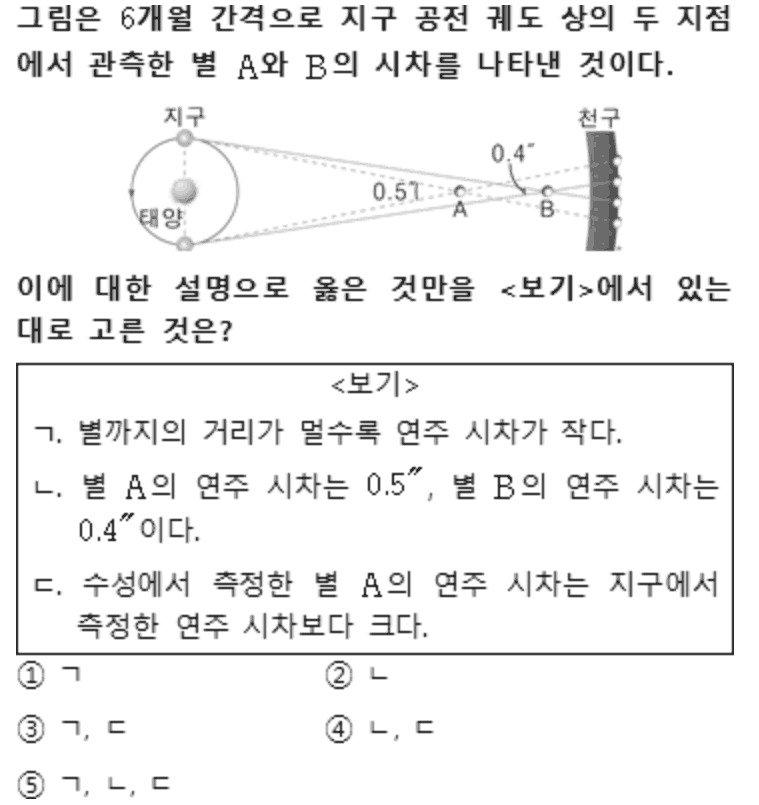 그림은 6개월 간격으로 지구 공전 궤도 상의 두 지점
에서 관측한 별 A와 B의 시차를 나타낸 것이다.
지구
천구
0.4″
0.5″
A
B
태양
이에 대한 설명으로 옳은 것만을 <보기>에서 있는
대로 고른 것은?
<보기>
ㄱ. 별까지의 거리가 멀수록 연주 시차가 작다.
ㄴ. 별 A의 연주 시차는 0.5″, 별 B의 연주 시차는
0.4″이다.
ㄷ. 수성에서 측정한 별 A의 연주 시차는 지구에서
측정한 연주 시차보다 크다.
① ㄱ ② ㄴ
③ ㄱ, ㄷ ④ ㄴ, ㄷ
⑤ ㄱ, ㄴ, ㄷ